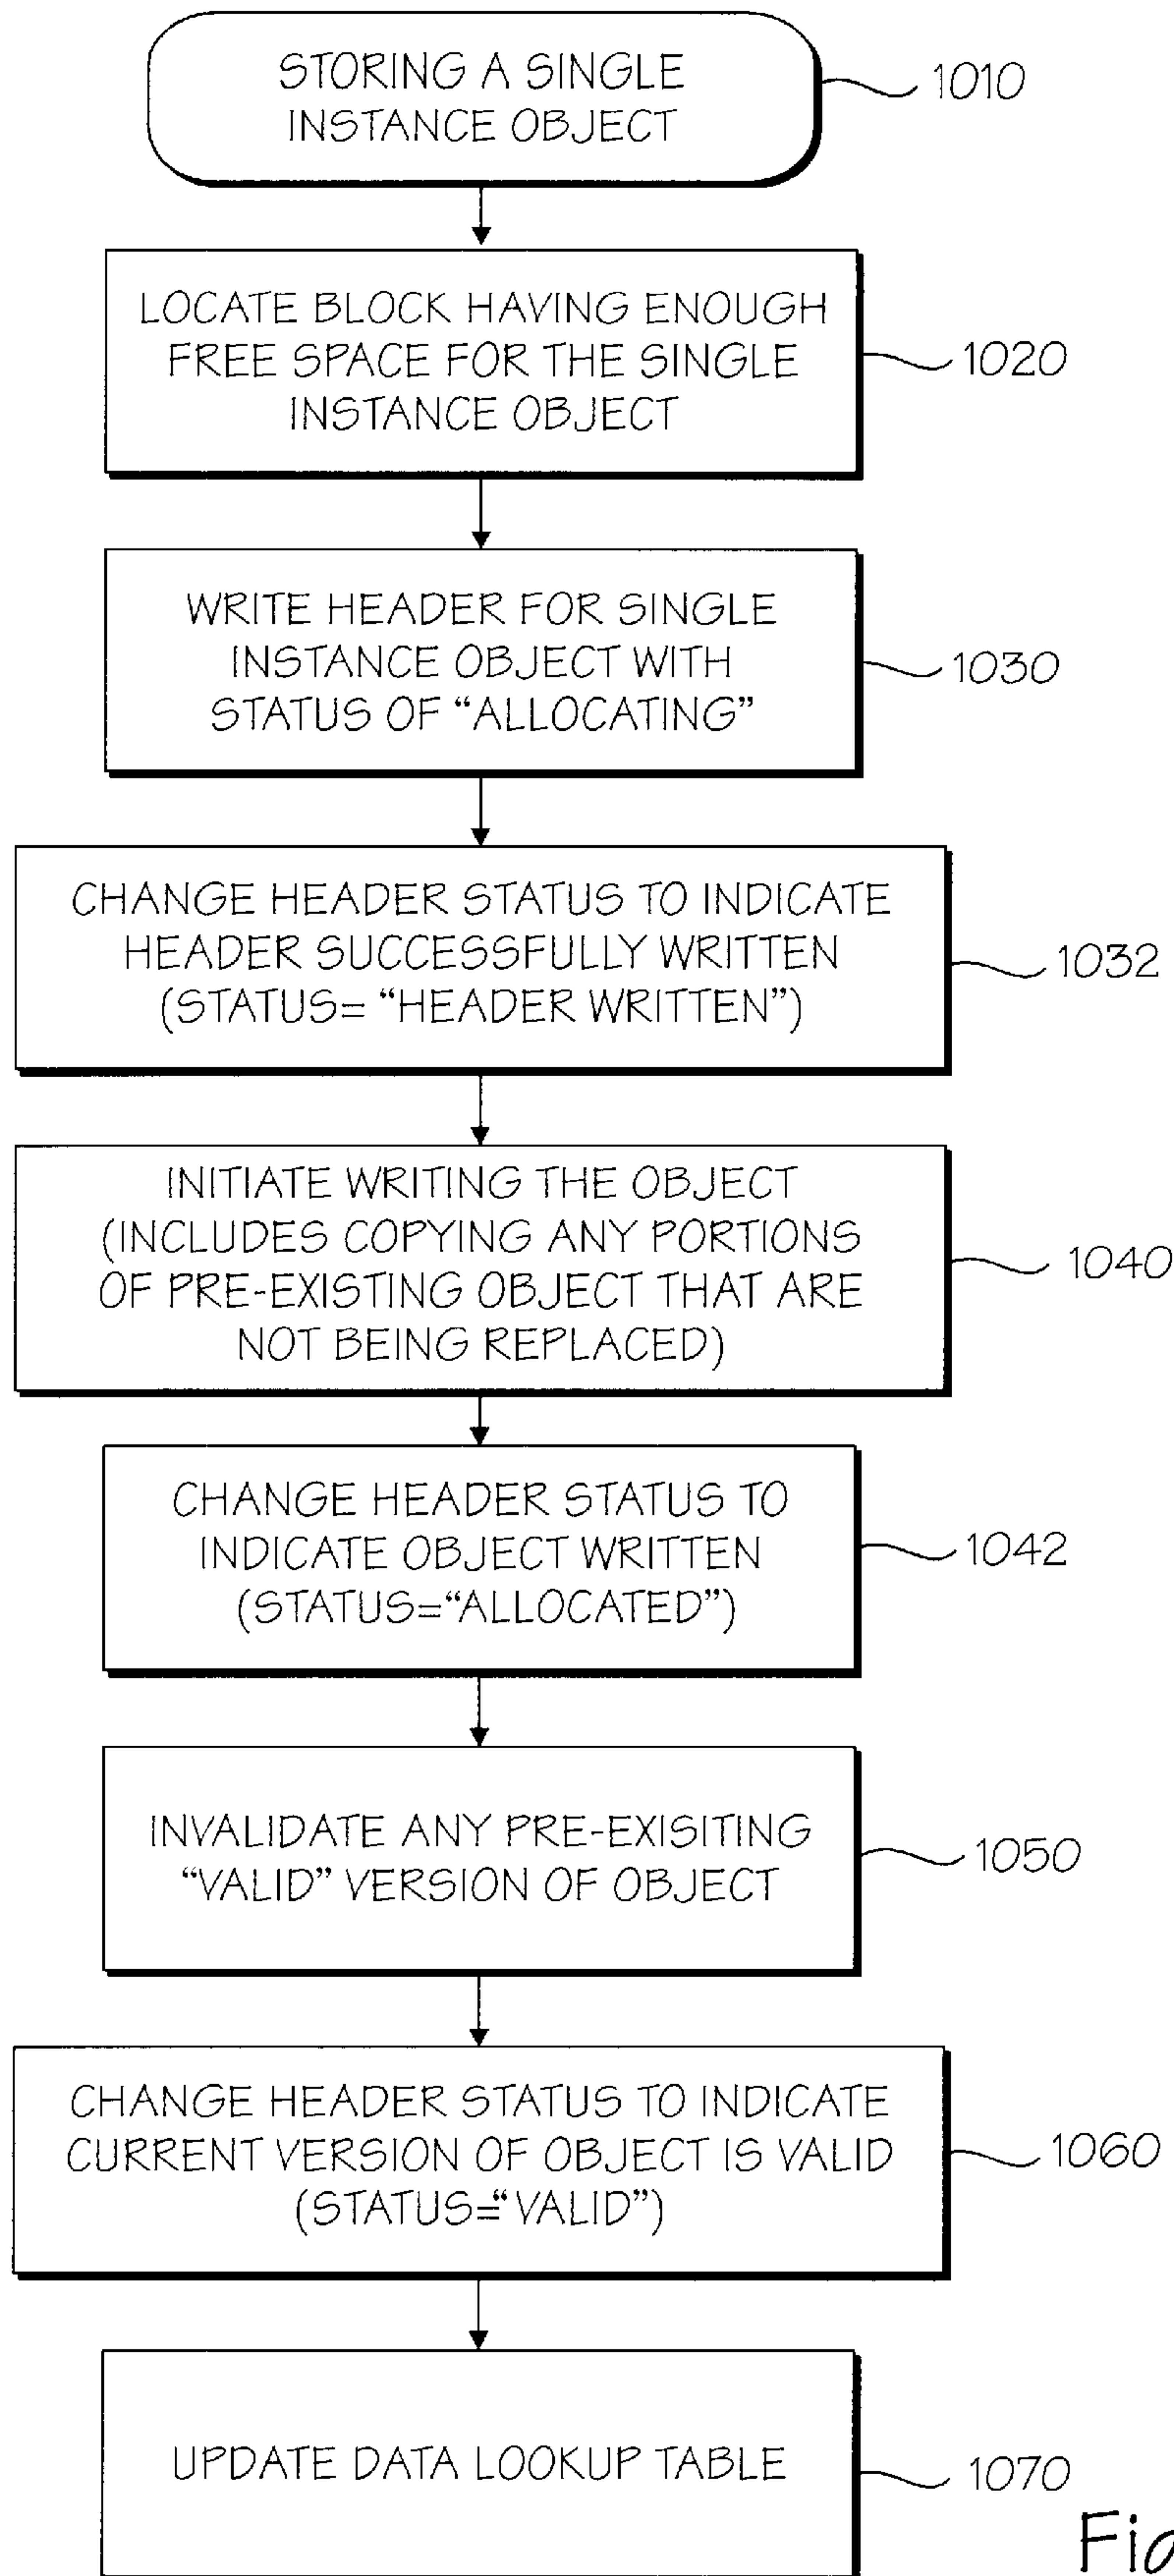 STORING A SINGLE
INSTANCE OBJECT
1010
LOCATE BLOCK HAVING ENOUGH
FREE SPACE FOR THE SINGLE
INSTANCE OBJECT
1020
WRITE HEADER FOR SINGLE
INSTANCE OBJECT WITH
STATUS OF “ALLOCATING”
1030
CHANGE HEADER STATUS TO INDICATE
HEADER SUCCESSFULLY WRITTEN
(STATUS= “HEADER WRITTEN”)
1032
INITIATE WRITING THE OBJECT
(INCLUDES COPYING ANY PORTIONS
OF PRE-EXISTING OBJECT THAT ARE
NOT BEING REPLACED)
1040
CHANGE HEADER STATUS TO
INDICATE OBJECT WRITTEN
(STATUS=“ALLOCATED”)
1042
INVALIDATE ANY PRE-EXISITING
“VALID” VERSION OF OBJECT
1050
CHANGE HEADER STATUS TO INDICATE
CURRENT VERSION OF OBJECT IS VALID
(STATUS=“VALID”)
1060
UPDATE DATA LOOKUP TABLE
1070